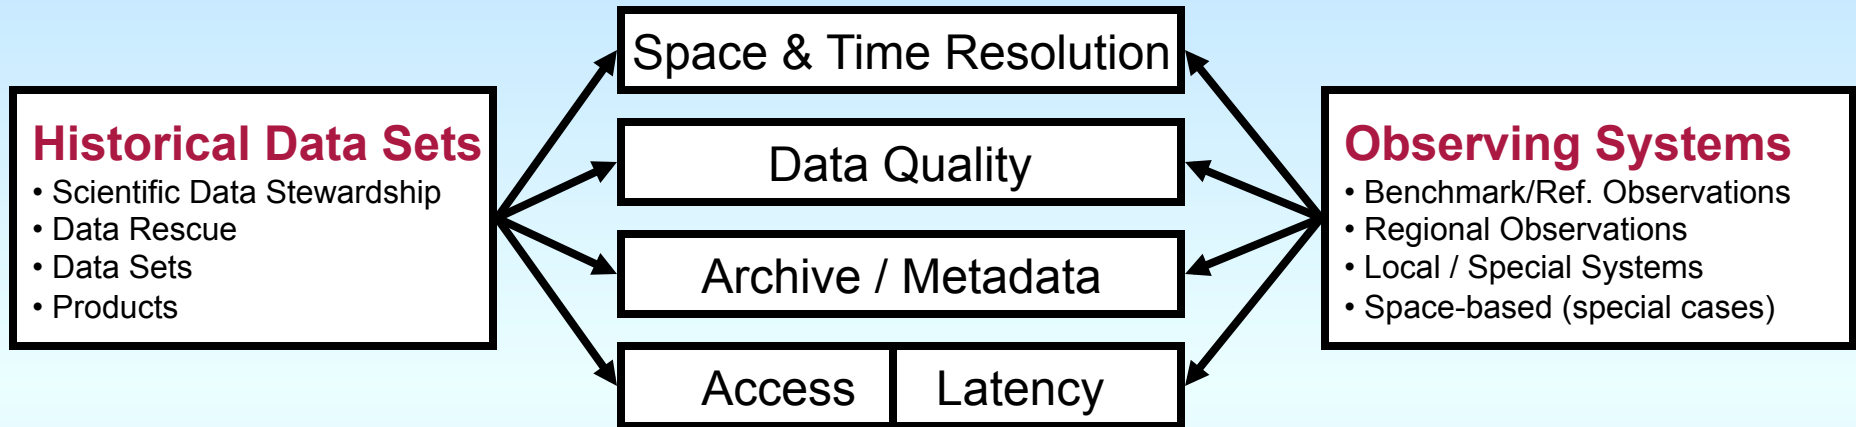 Historical Data Sets
• Scientific Data Stewardship
• Data Rescue
• Data Sets
• Products
Space & Time Resolution
Data Quality
Archive / Metadata
Access
Latency
Observing Systems
• Benchmark/Ref. Observations
• Regional Observations
• Local / Special Systems
• Space-based (special cases)